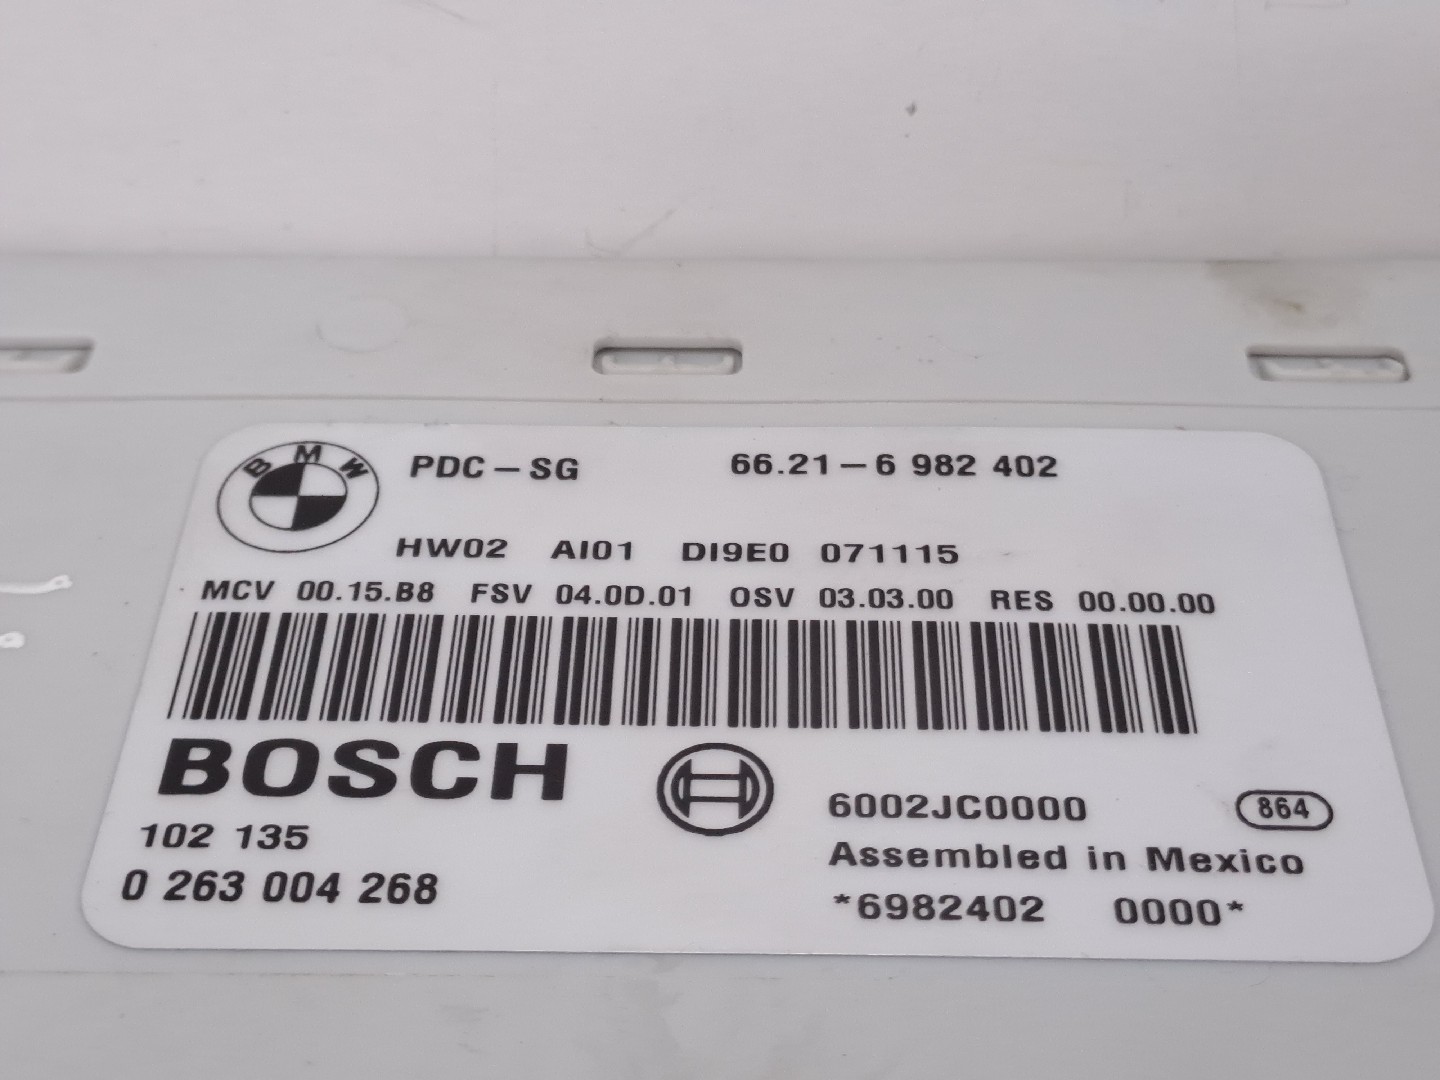 BMW
PDC-SG 66.21-6 982 402
HW02 AI01 DI9E0 071115
MCV 00.15.B8 FSV 04.0D.01 OSV 03.03.00 RES 00.00.00
BOSCH
102 135
0 263 004 268
6002JC0000 864
Assembled in Mexico
*6982402 0000*